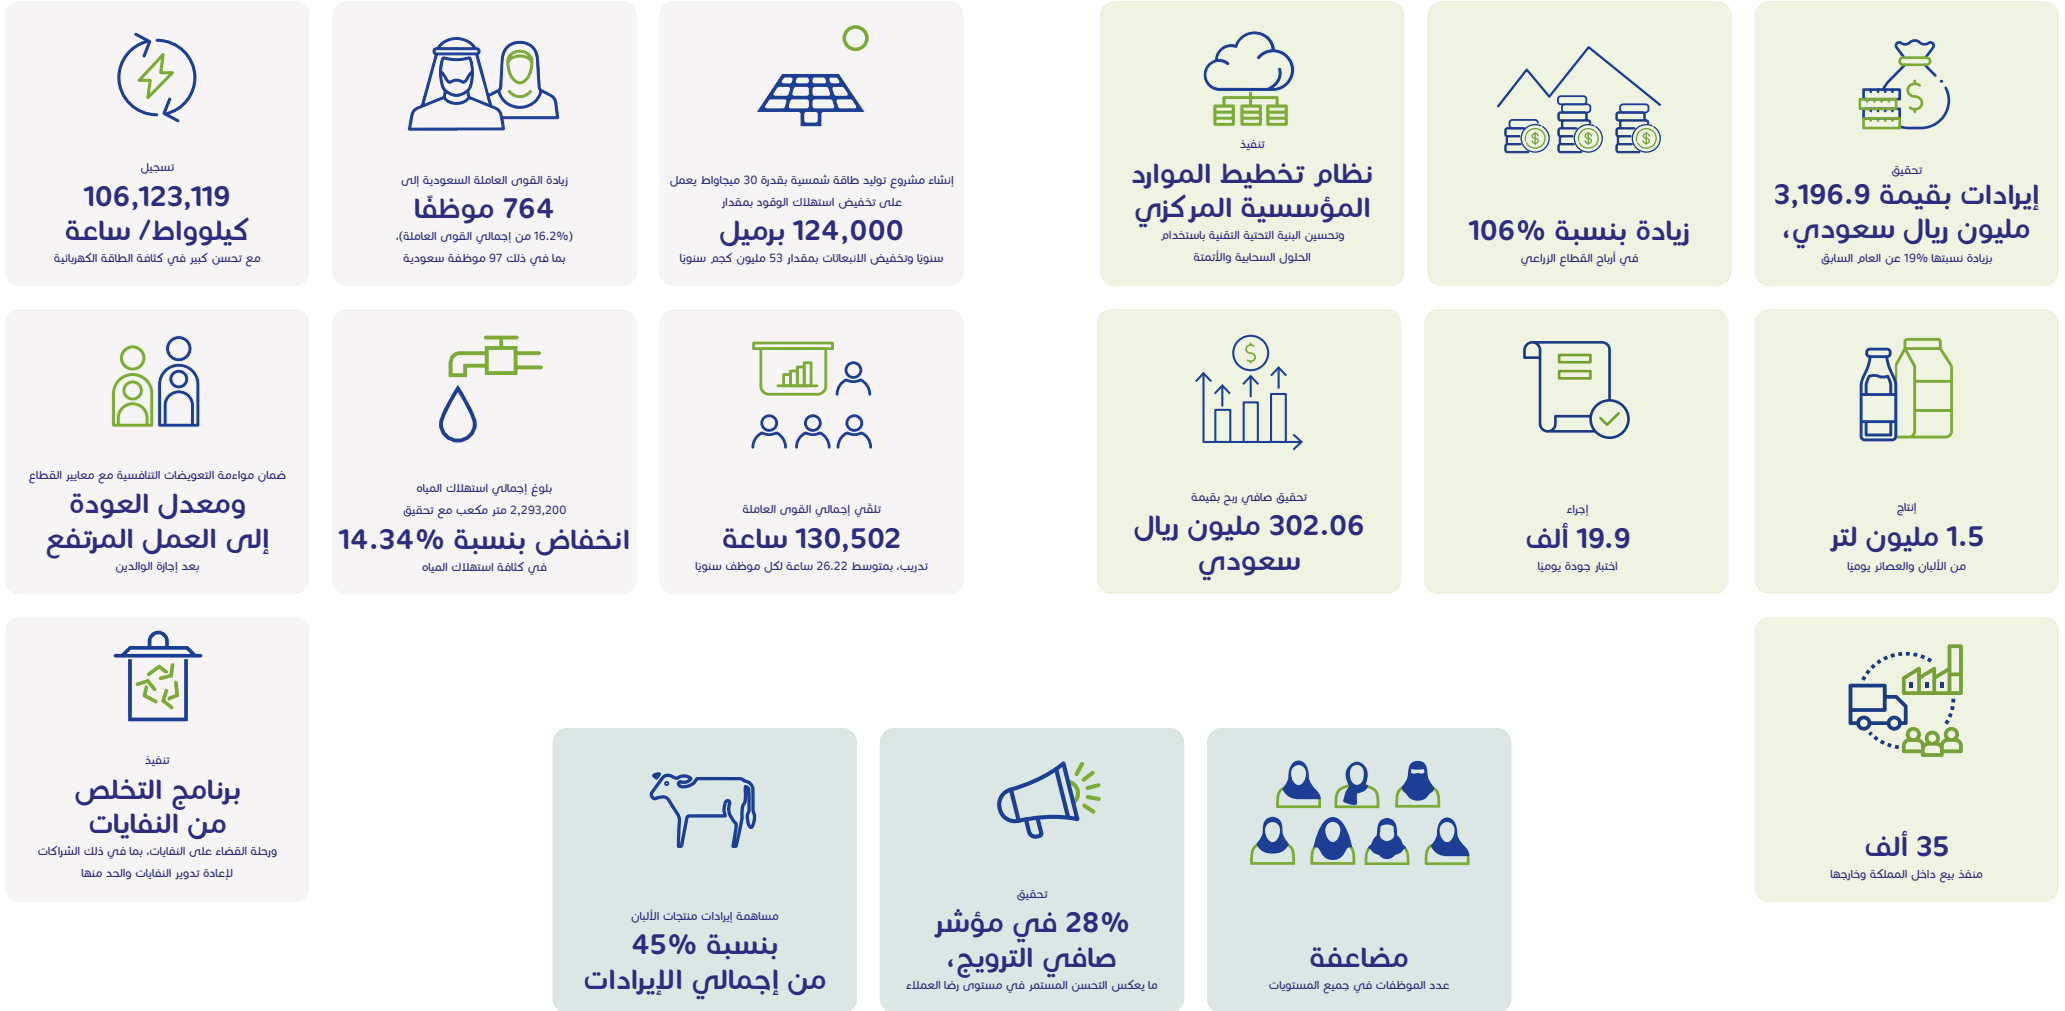 تحقيق
إيرادات بقيمة 3,196.9
مليون ريال سعودي،
بزيادة نسبتها 19% عن العام السابق
زيادة بنسبة 106%
في أرباح القطاع الزراعي
تنفيذ
نظام تخطيط الموارد
المؤسسية المركزي
وتحسين البنية التحتية التقنية باستخدام
الحلول السحابية والأتمتة
إنتاج
1.5 مليون لتر
من الألبان والعصائر يوميًا
إجراء
19.9 ألف
اختبار جودة يوميًا
تحقيق صافي ربح بقيمة
302.06 مليون ريال
سعودي
35 ألف
منفذ بيع داخل المملكة وخارجها
إنشاء مشروع توليد طاقة شمسية بقدرة 30 ميجاواط يعمل
على تخفيض استهلاك الوقود بمقدار
124,000 برميل
سنويًا وتخفيض الانبعاثات بمقدار 53 مليون كجم سنويًا
زيادة القوى العاملة السعودية إلى
764 موظفًا
(16.2% من إجمالي القوى العاملة)،
بما في ذلك 97 موظفة سعودية
تسجيل
106,123,119
كيلوواط/ ساعة
مع تحسن كبير في كثافة الطاقة الكهربائية
تلقّي إجمالي القوى العاملة
130,502 ساعة
تدريب، بمتوسط 26.22 ساعة لكل موظف سنويًا
بلوغ إجمالي استهلاك المياه
2,293,200 متر مكعب مع تحقيق
انخفاض بنسبة 14.34%
في كثافة استهلاك المياه
ضمان مواءمة التعويضات التنافسية مع معايير القطاع
ومعدل العودة
إلى العمل المرتفع
بعد إجازة الوالدين
تنفيذ
برنامج التخلص
من النفايات
ورحلة القضاء على النفايات، بما في ذلك الشراكات
لإعادة تدوير النفايات والحد منها
مضاعفة
عدد الموظفات في جميع المستويات
تحقيق
28% في مؤشر
صافي الترويج،
ما يعكس التحسن المستمر في مستوى رضا العملاء
مساهمة إيرادات منتجات الألبان
بنسبة 45%
من إجمالي الإيرادات